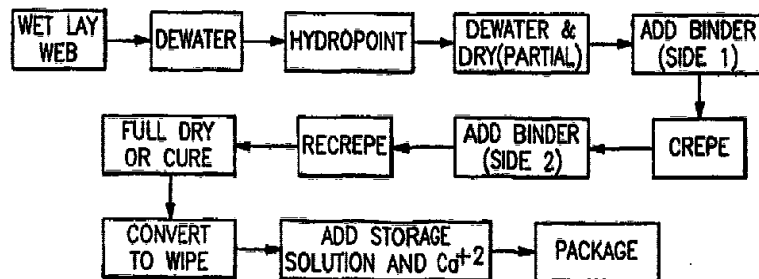 WET LAY
WEB
DEWATER
HYDROPOINT
DEWATER &
DRY(PARTIAL)
ADD BINDER
(SIDE 1)
CREPE
ADD BINDER
(SIDE 2)
RECREPE
FULL DRY
OR CURE
CONVERT
TO WIPE
ADD STORAGE
SOLUTION AND Ca+2
PACKAGE